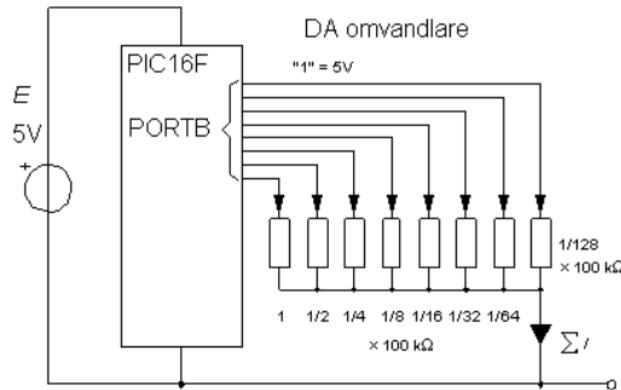 DA omvandlare
PIC16F
"1" = 5V
E
5V
+
PORTB
1/128
× 100 kΩ
1 1/2 1/4 1/8 1/16 1/32 1/64
× 100 kΩ
∑ I